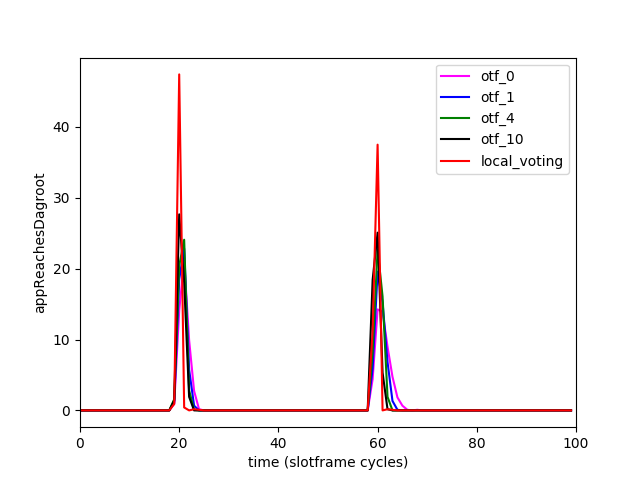 otf_0
otf_1
otf_4
otf_10
local_voting
appReachesDagroot
40
30
20
10
0
0 20 40 60 80 100
time (slotframe cycles)